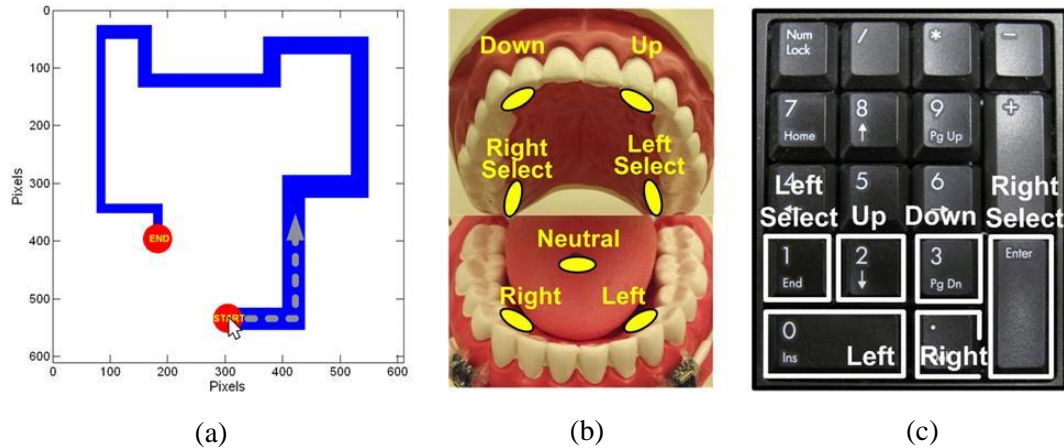 0
100
200
300
400
500
600
Pixels
0 100 200 300 400 500 600
Pixels
END
START
(a)
Down Up
Right
Select
Left
Select
Neutral
Right Left
(b)
Num
Lock
/
*
-
7
Home
8
↑
9
Pg Up
+
4
5
6
Left
Select
Up
Down
Right
Select
1
End
2
↓
3
Pg Dn
Enter
0
Ins
Left
.
Right
(c)